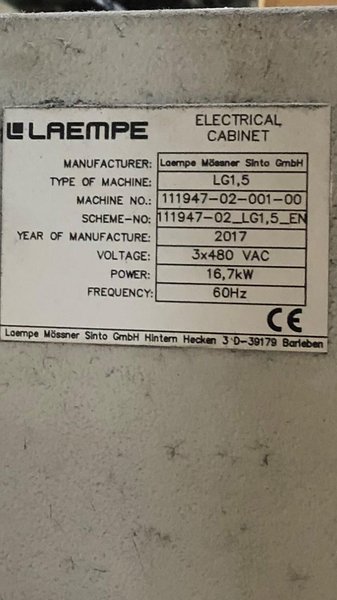 LAEMPE
ELECTRICAL
CABINET
MANUFACTURER: Laempe Mössner Sinto GmbH
TYPE OF MACHINE: LG1,5
MACHINE NO.: 111947-02-001-00
SCHEME-NO: 111947-02_LG1,5_EN
YEAR OF MANUFACTURE: 2017
VOLTAGE: 3x480 VAC
POWER: 16,7kW
FREQUENCY: 60Hz
CE
Laempe Mössner Sinto GmbH Hintern Hecken 3 D-39179 Barleben